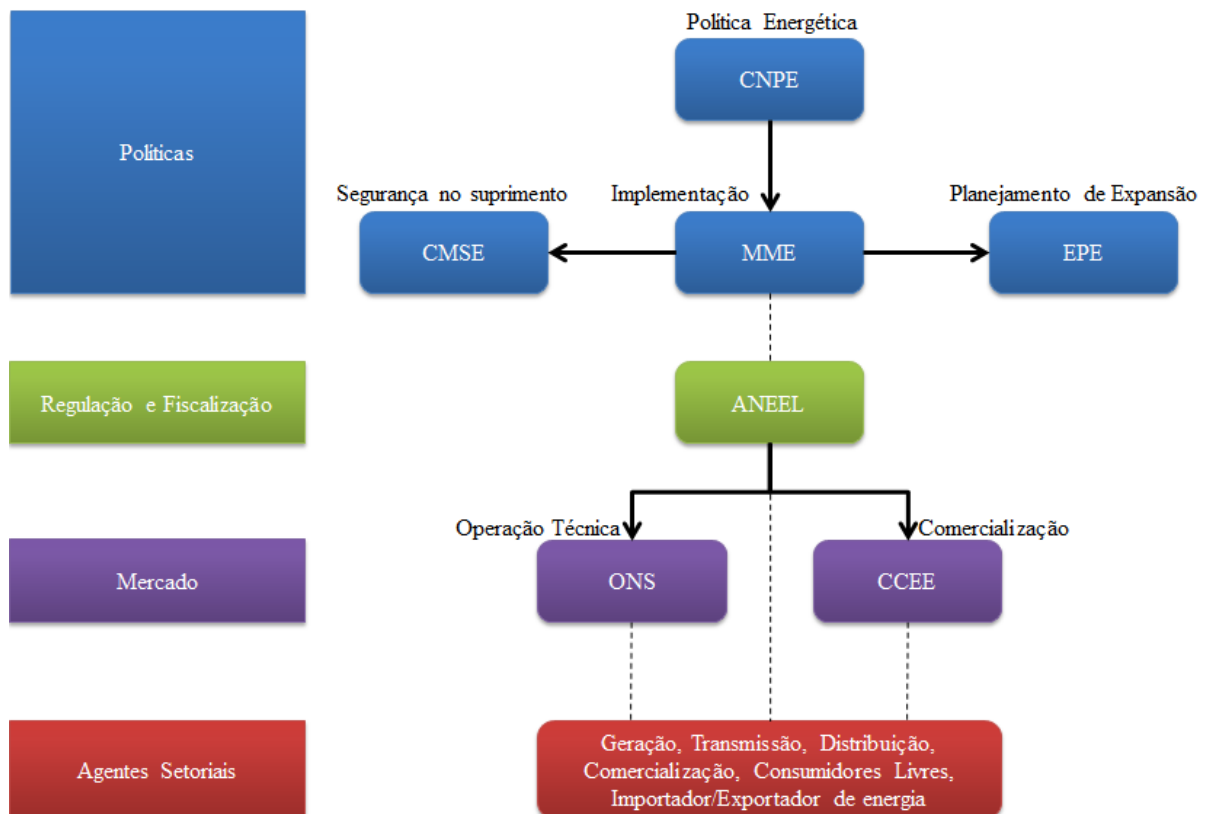 Política Energética
CNPE
Políticas
Segurança no suprimento
Implementação
Planejamento de Expansão
CMSE
MME
EPE
Regulação e Fiscalização
ANEEL
Operação Técnica
Comercialização
Mercado
ONS
CCEE
Agentes Setoriais
Geração, Transmissão, Distribuição,
Comercialização, Consumidores Livres,
Importador/Exportador de energia